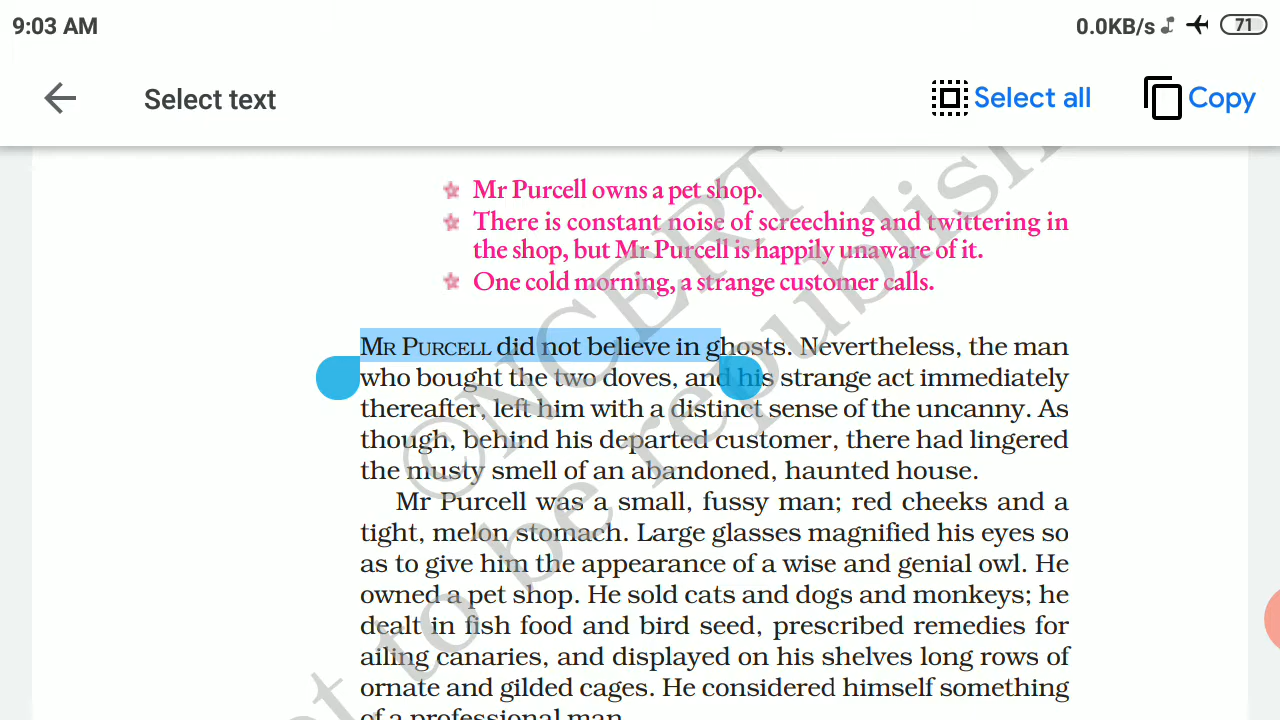 9:03 AM
0.0KB/s
71
Select text
Select all
Copy
Mr Purcell owns a pet shop.
There is constant noise of screeching and twittering in
the shop, but Mr Purcell is happily unaware of it.
One cold morning, a strange customer calls.
MR PURCELL did not believe in ghosts. Nevertheless, the man
who bought the two doves, and his strange act immediately
thereafter, left him with a distinct sense of the uncanny. As
though, behind his departed customer, there had lingered
the musty smell of an abandoned, haunted house.
Mr Purcell was a small, fussy man; red cheeks and a
tight, melon stomach. Large glasses magnified his eyes so
as to give him the appearance of a wise and genial owl. He
owned a pet shop. He sold cats and dogs and monkeys; he
dealt in fish food and bird seed, prescribed remedies for
ailing canaries, and displayed on his shelves long rows of
ornate and gilded cages. He considered himself something
of a professional man.
©NCERT
not to be republish